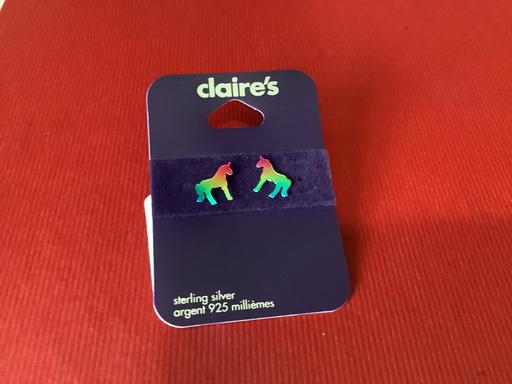 claire's
sterling silver
argent 925 millièmes